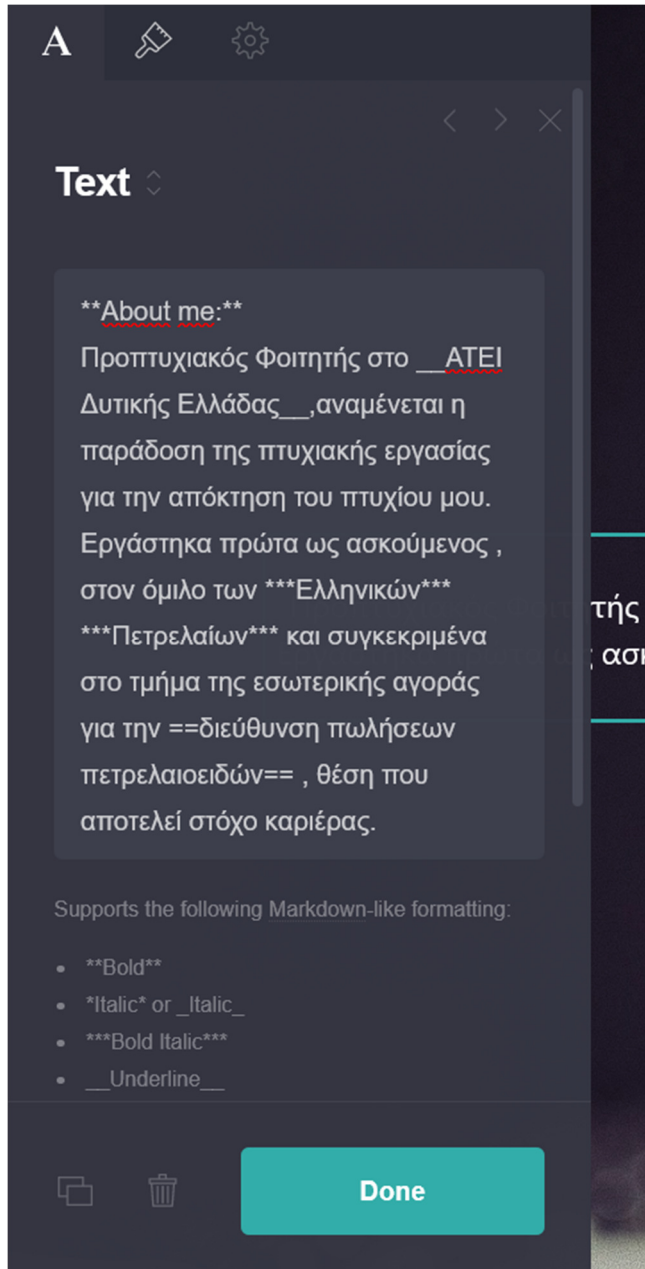 A
Text
**About me:**
Προπτυχιακός Φοιτητής στο __ΑΤΕΙ
Δυτικής Ελλάδας__,αναμένεται η
παράδοση της πτυχιακής εργασίας
για την απόκτηση του πτυχίου μου.
Εργάστηκα πρώτα ως ασκούμενος ,
στον όμιλο των ***Ελληνικών***
***Πετρελαίων*** και συγκεκριμένα
στο τμήμα της εσωτερικής αγοράς
για την ==διεύθυνση πωλήσεων
πετρελαιοειδών== , θέση που
αποτελεί στόχο καριέρας.
Supports the following Markdown-like formatting:
**Bold**
*Italic* or _Italic_
***Bold Italic***
__Underline__
Done